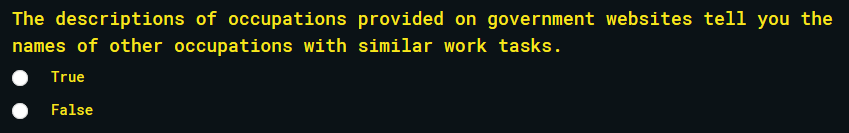 The descriptions of occupations provided on government websites tell you the
names of other occupations with similar work tasks.
True
False